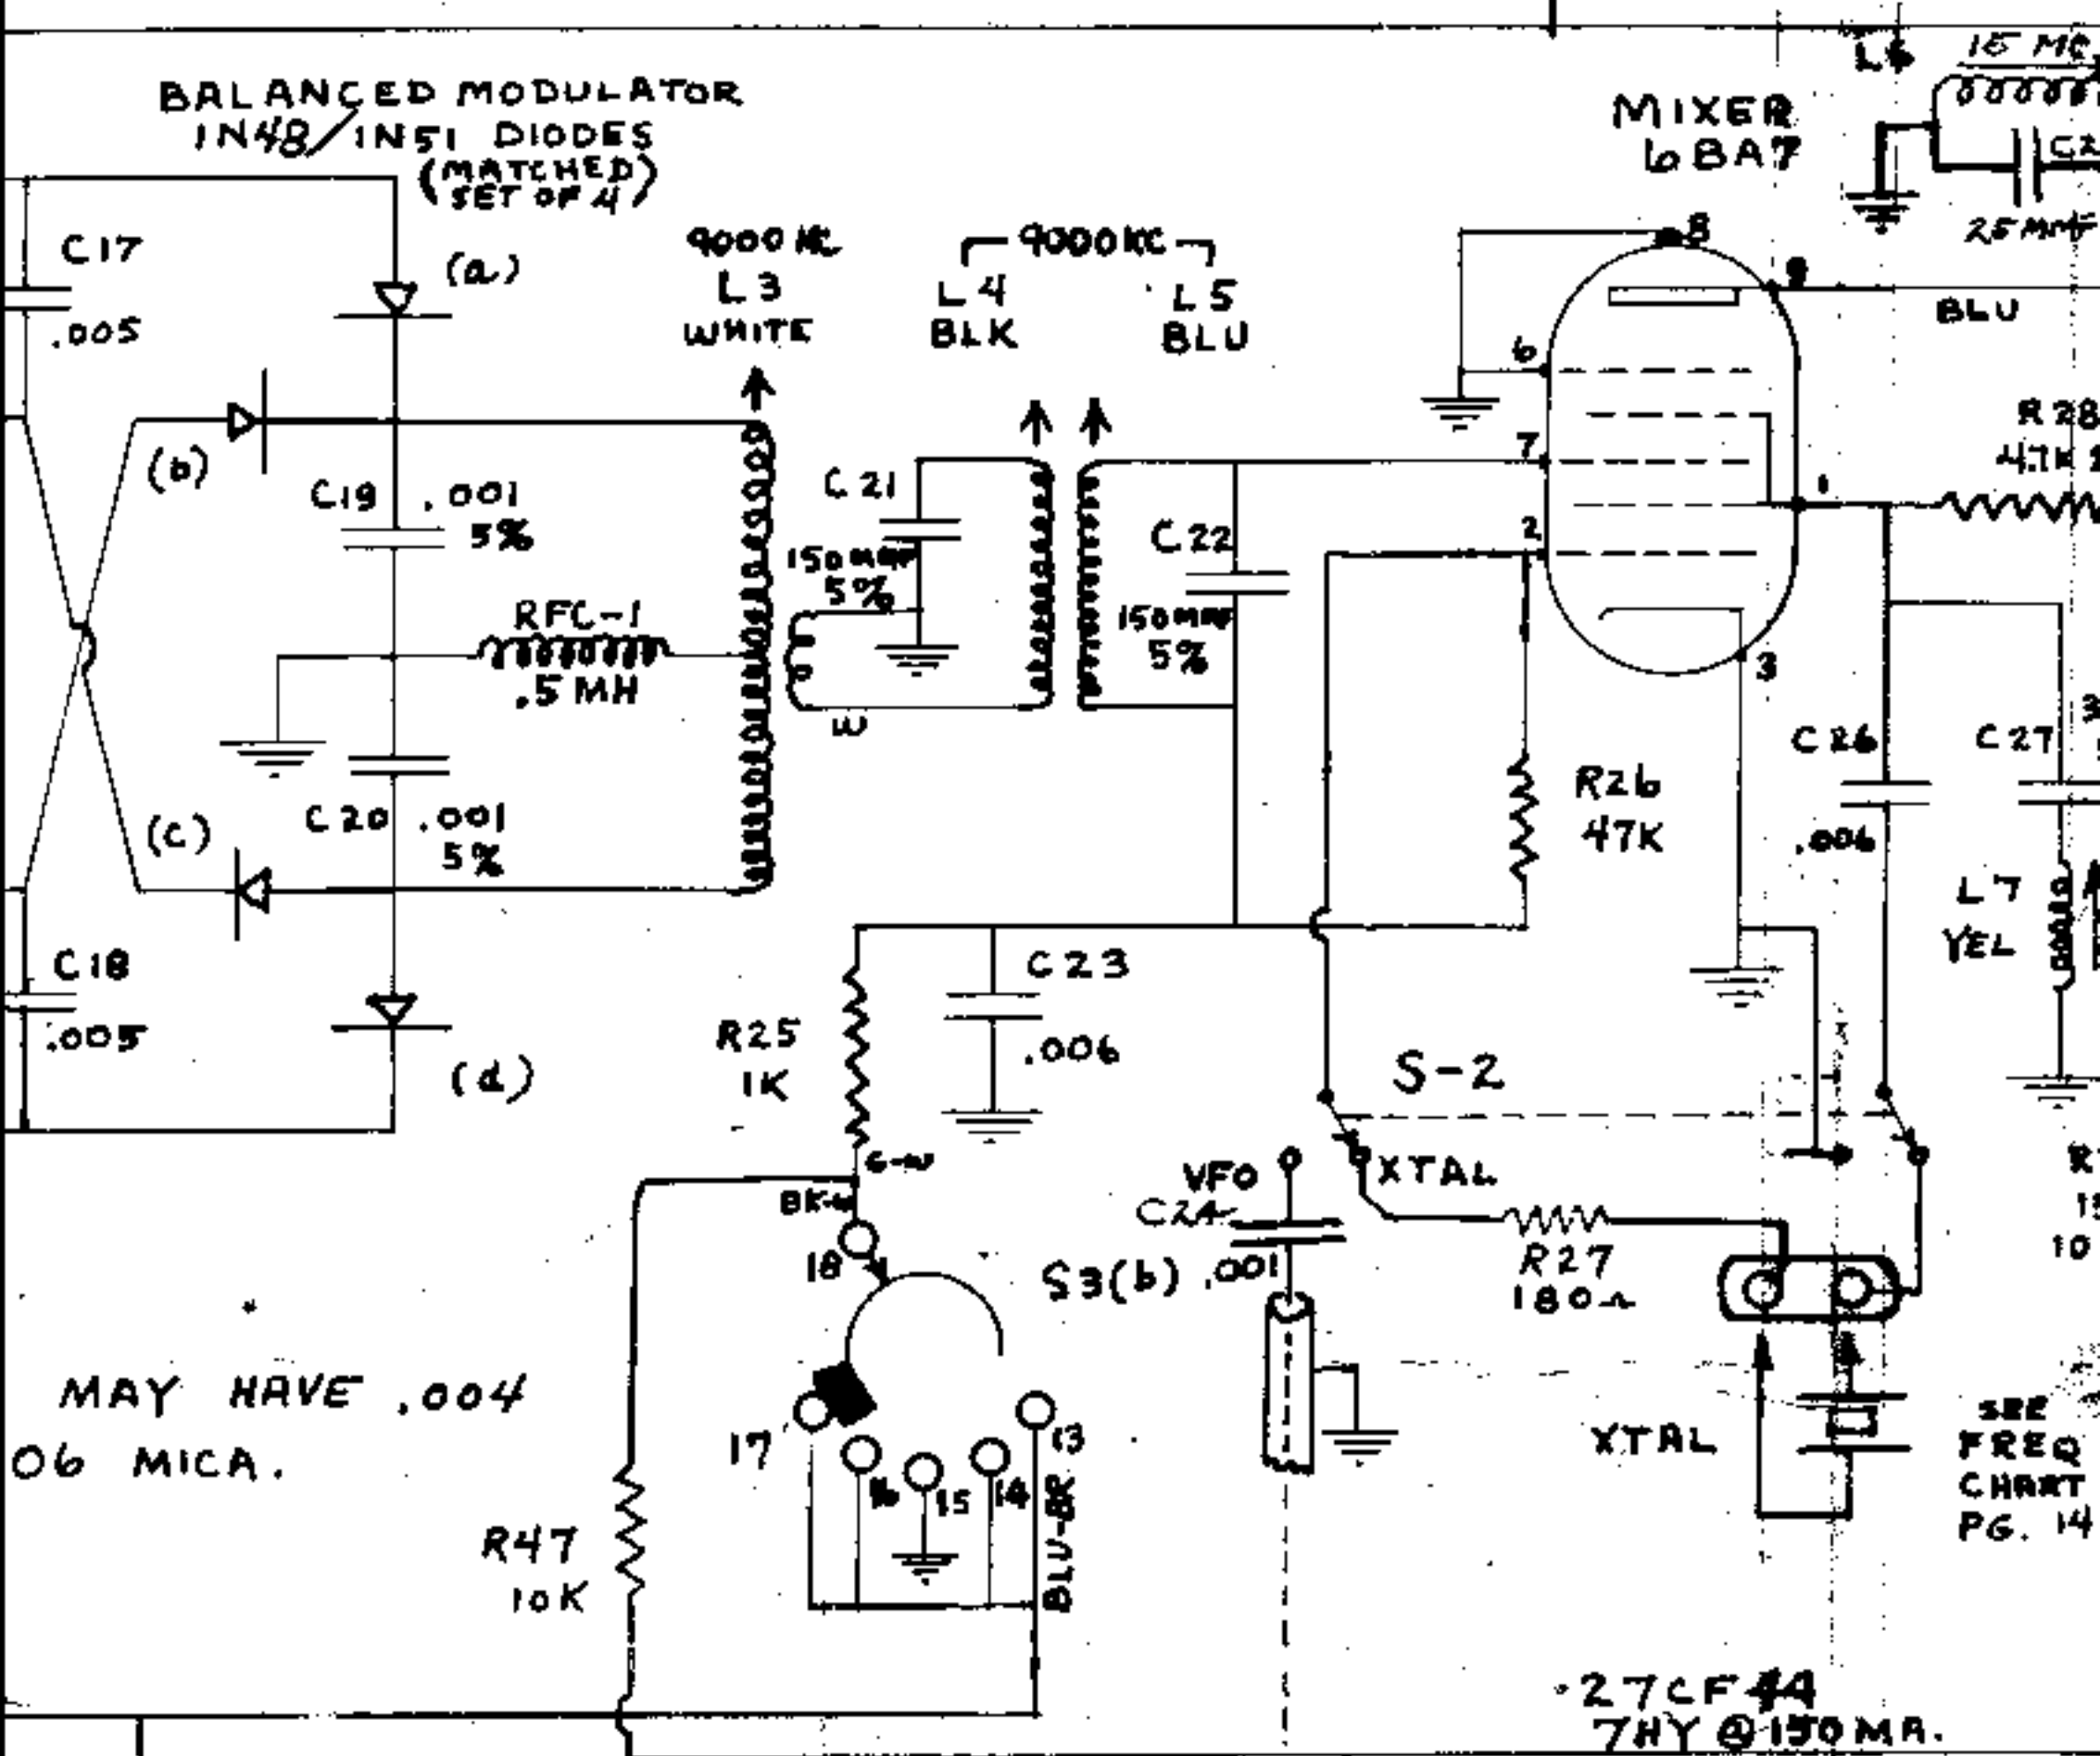 BALANCED MODULATOR
1N48/1N51 DIODES
(MATCHED)
SET OF 4
C17
.005
(a)
(b)
C19 .001
5%
RFC-1
.5 MH
C20 .001
5%
(c)
C18
.005
(d)
9000 KC
L3
WHITE
9000 KC
L4
BLK
L5
BLU
C21
150 MMF
5%
W
C22
150 MMF
5%
MIXER
6BA7
L6
15 MC
25 MMF
8
9
BLU
6
7
2
1
3
R28
C26
.006
C27
L7
YEL
R26
47K
C23
.006
R25
1K
G-W
18
S3(b)
17
16
15
14
13
BLU-BR
R47
10K
S-2
VFO
C24
.001
XTAL
R27
180Ω
XTAL
SEE
FREQ
CHART
PG. 14
MAY HAVE .004
06 MICA.
27CF44
7HY @ 150 MA.